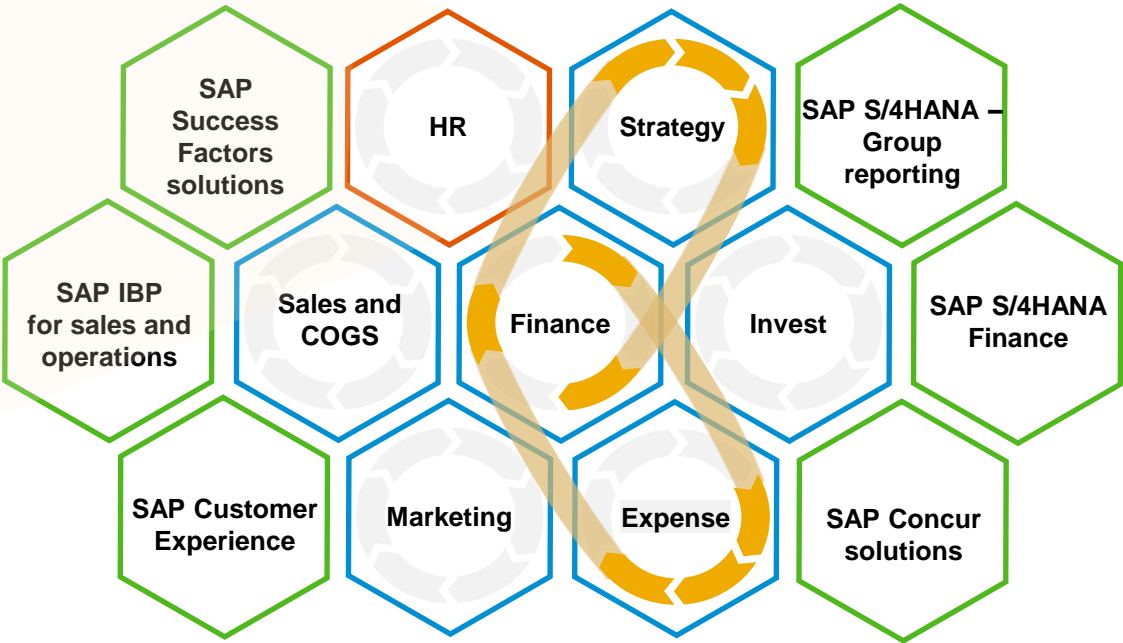 SAP
Success
Factors
solutions
HR
Strategy
SAP S/4HANA –
Group
reporting
SAP IBP
for sales and
operations
Sales and
COGS
Finance
Invest
SAP S/4HANA
Finance
SAP Customer
Experience
Marketing
Expense
SAP Concur
solutions